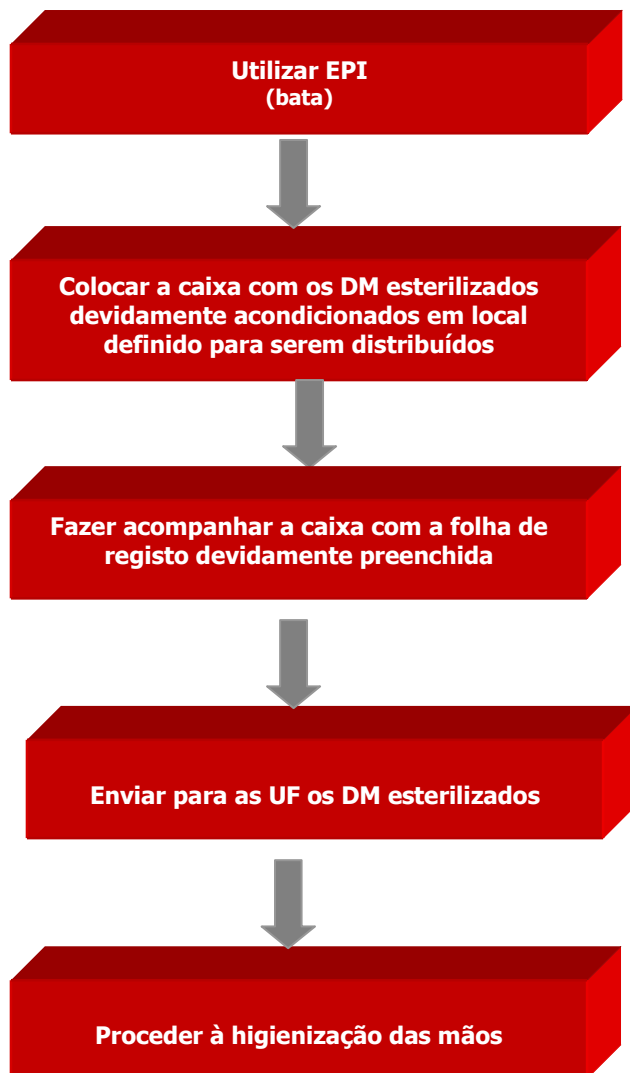 Utilizar EPI
(bata)
Colocar a caixa com os DM esterilizados
devidamente acondicionados em local
definido para serem distribuídos
Fazer acompanhar a caixa com a folha de
registo devidamente preenchida
Enviar para as UF os DM esterilizados
Proceder à higienização das mãos